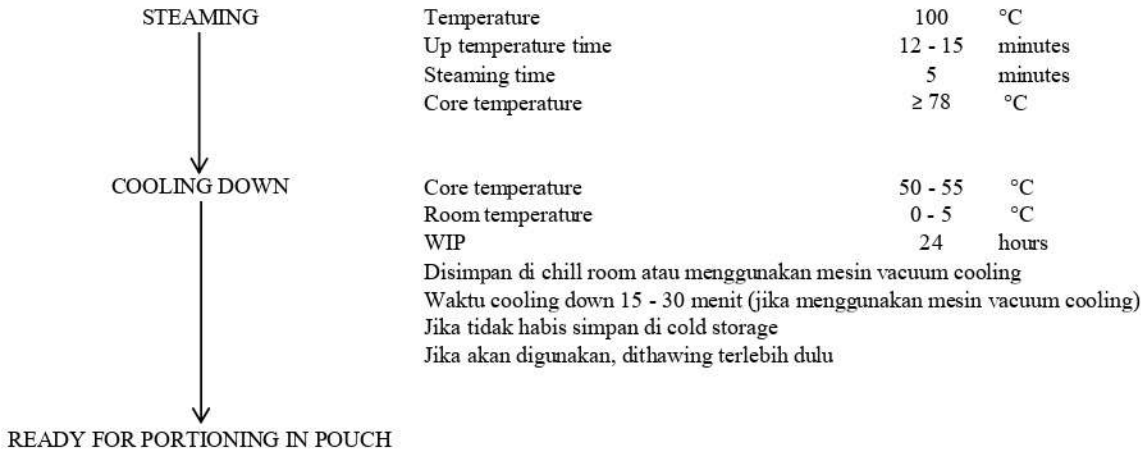 STEAMING Temperature 100 °C
Up temperature time 12 - 15 minutes
Steaming time 5 minutes
Core temperature ≥ 78 °C
COOLING DOWN Core temperature 50 - 55 °C
Room temperature 0 - 5 °C
WIP 24 hours
Disimpan di chill room atau menggunakan mesin vacuum cooling
Waktu cooling down 15 - 30 menit (jika menggunakan mesin vacuum cooling)
Jika tidak habis simpan di cold storage
Jika akan digunakan, dithawing terlebih dulu
READY FOR PORTIONING IN POUCH